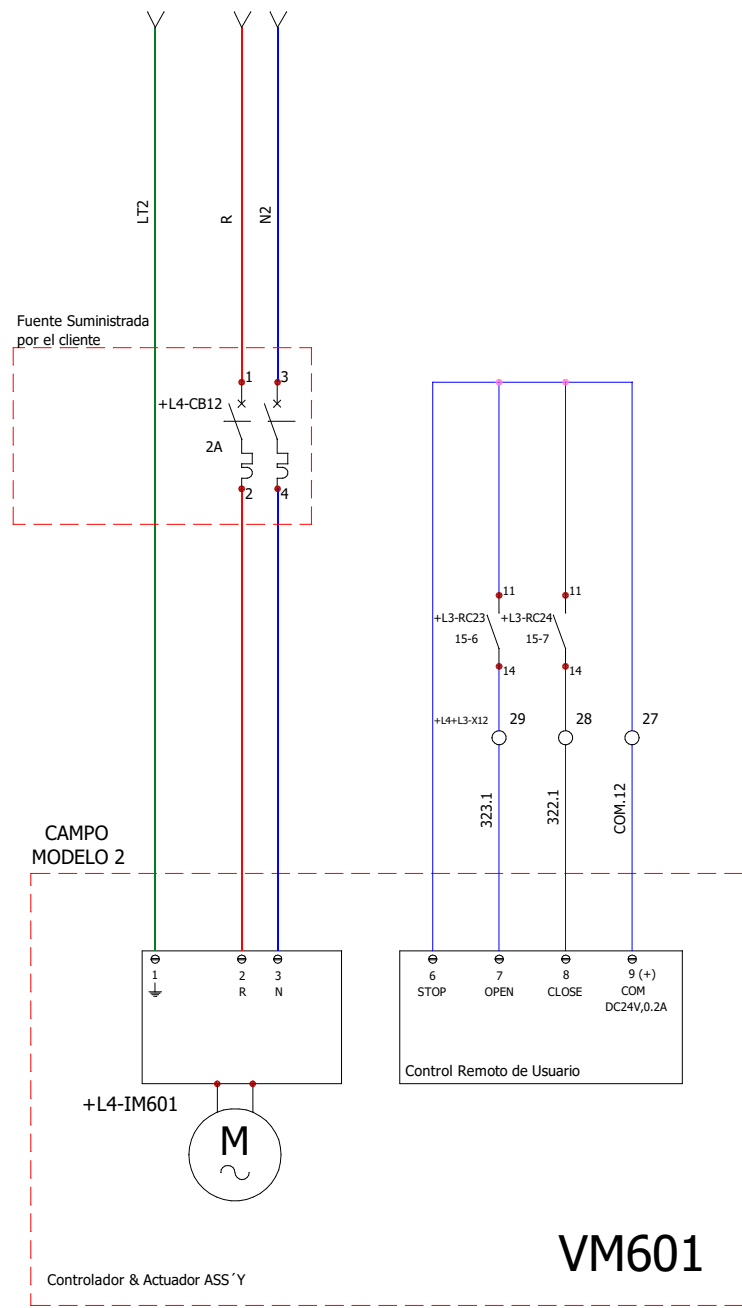 LT2
R
N2
Fuente Suministrada
por el cliente
1
3
+L4-CB12
2A
2
4
11
11
+L3-RC23
+L3-RC24
15-6
15-7
14
14
+L4+L3-X12
29
28
27
323.1
322.1
COM.12
CAMPO
MODELO 2
1
2
3
R
N
6
7
8
9 (+)
STOP
OPEN
CLOSE
COM
DC24V,0.2A
Control Remoto de Usuario
+L4-IM601
M
VM601
Controlador & Actuador ASS´Y